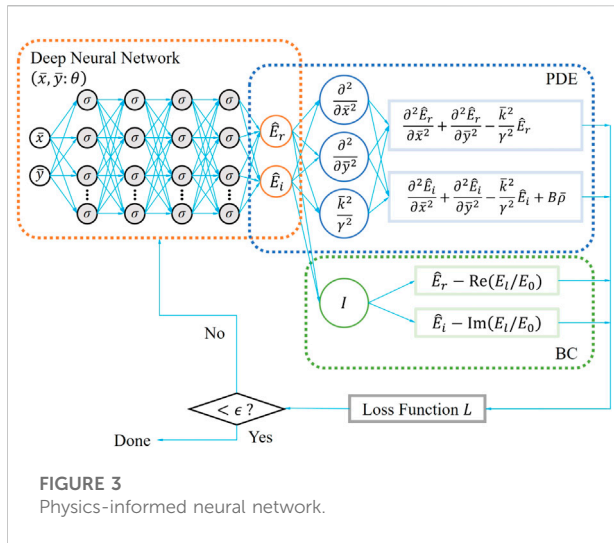 Deep Neural Network
(x̄, ȳ: θ)
PDE
σ σ σ σ
x̄ σ σ σ σ
ȳ σ σ σ σ
σ σ σ σ
Ê_r
Ê_i
∂²/∂x̄²
∂²/∂ȳ²
k̄²/γ²
∂²Ê_r/∂x̄² + ∂²Ê_r/∂ȳ² − k̄²/γ² Ê_r
∂²Ê_i/∂x̄² + ∂²Ê_i/∂ȳ² − k̄²/γ² Ê_i + Bρ̄
I
Ê_r − Re(E_l/E_0)
Ê_i − Im(E_l/E_0)
BC
No
< ϵ ?
Loss Function L
Done
Yes
FIGURE 3
Physics-informed neural network.